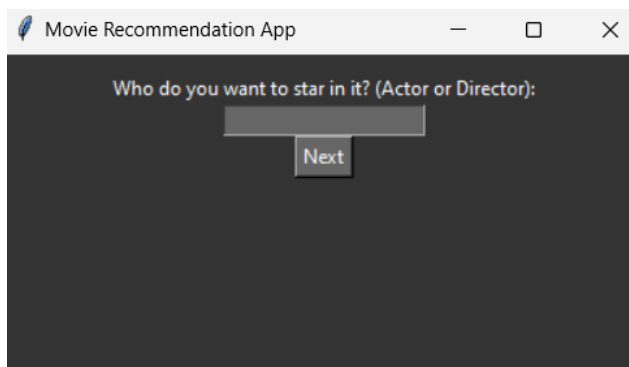 Movie Recommendation App
Who do you want to star in it? (Actor or Director):
Next